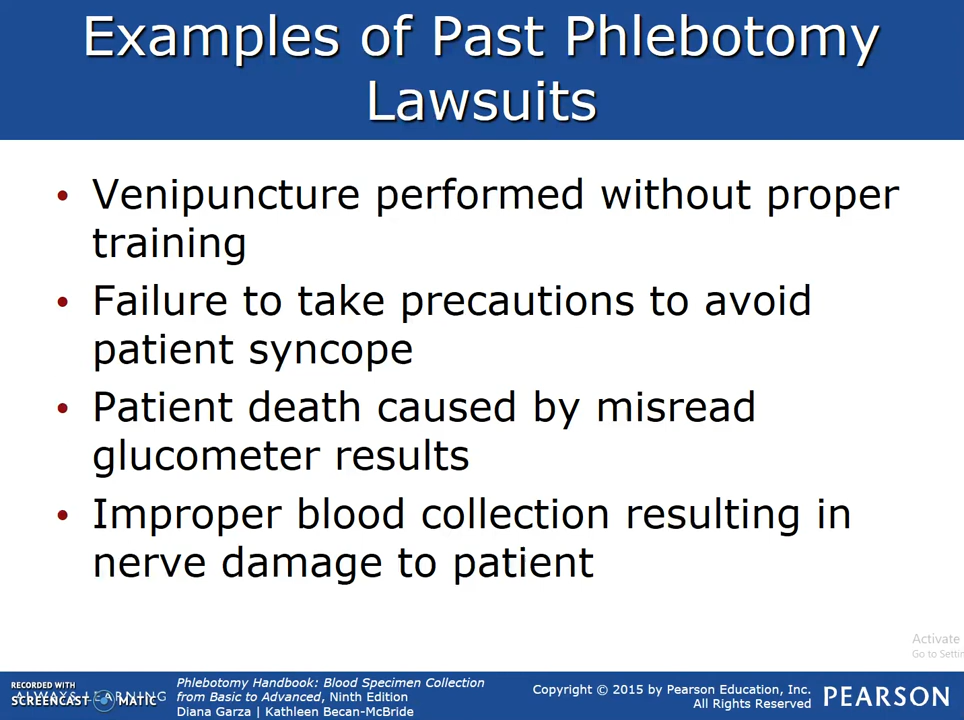 Examples of Past Phlebotomy
Lawsuits
• Venipuncture performed without proper
training
• Failure to take precautions to avoid
patient syncope
• Patient death caused by misread
glucometer results
• Improper blood collection resulting in
nerve damage to patient
Activate
Go to Settin
RECORDED WITH
SCREENCAST MATIC
ALWAYS LEARNING
Phlebotomy Handbook: Blood Specimen Collection
from Basic to Advanced, Ninth Edition
Diana Garza | Kathleen Becan-McBride
Copyright © 2015 by Pearson Education, Inc.
All Rights Reserved
PEARSON